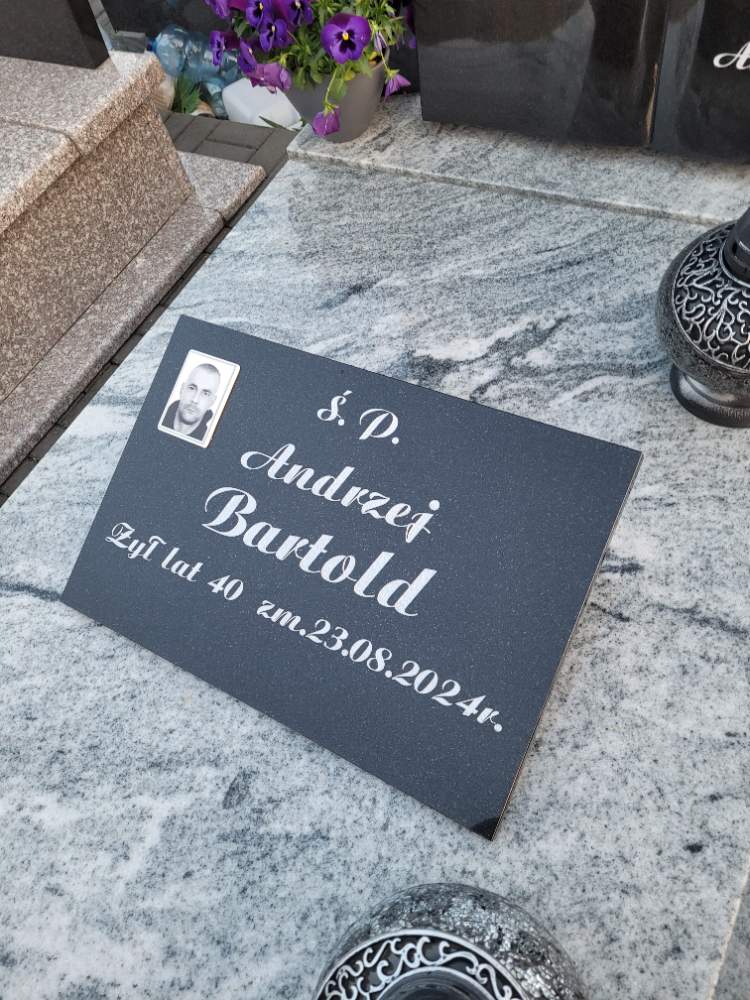 Ś. P.
Andrzej
Bartold
Żył lat 40 zm.23.08.2024r.
A